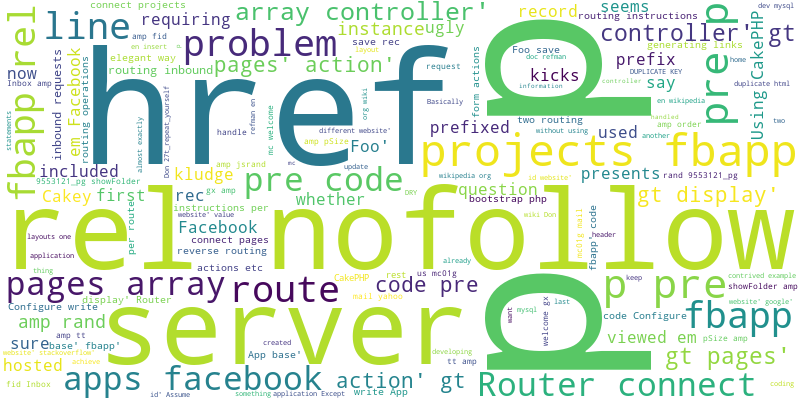 connect projects
requiring
array controller'
ugly
record
seems
dev mysql
routing instructions
line
amp fid
instance
save rec
problem
controller' gt
generating links
now
en insert
p
elegant way
layout
pages' action'
Foo save
doc refman
prefix
Inbox amp
routing inbound
request
kicks
DUPLICATE KEY
say
home
fbapp rel
inbound requests
em Facebook
routing operations
statements
href
p
prep
Using CakePHP
duplicate html
controller
information
form actions
Basically
almost exactly
Don 27t_repeat_yourself
handle
refman en
mc welcome
org wiki
different website'
amp pSize
amp order
en wikipedia
handled
prefixed
two routing
used
without using
another
two
Foo'
update
projects fbapp
included
kludge
amp jsrand
mc
wikipedia org
id website'
presents
rand 9553121_pg
9553121_pg showFolder
pre code
question
gt display'
Cakey
first
rec
gx amp
whether
bootstrap php
DRY
instructions per
website' value
Facebook
wiki Don
rel nofollow
per route
connect pages
reverse routing
mc01g mail
fbapp' code
header
layouts one
application
actions etc
already
thing
CakePHP
rest
us mc01g
contrived example
pages array
route
code pre
p pre
keep
showFolder amp
display' Router
mail yahoo
welcome gx
last
website' google'
Configure write
want
mysql
code Configure
fbapp
amp rand
amp tt
created
server
p
viewed em
pSize amp
sure
base' fbapp'
App base'
developing
gt pages'
website' stackoverflow'
hosted
achieve
tt amp
fid Inbox
apps facebook
action' gt
Router connect
coding
id' Assume
something
application Except
write App